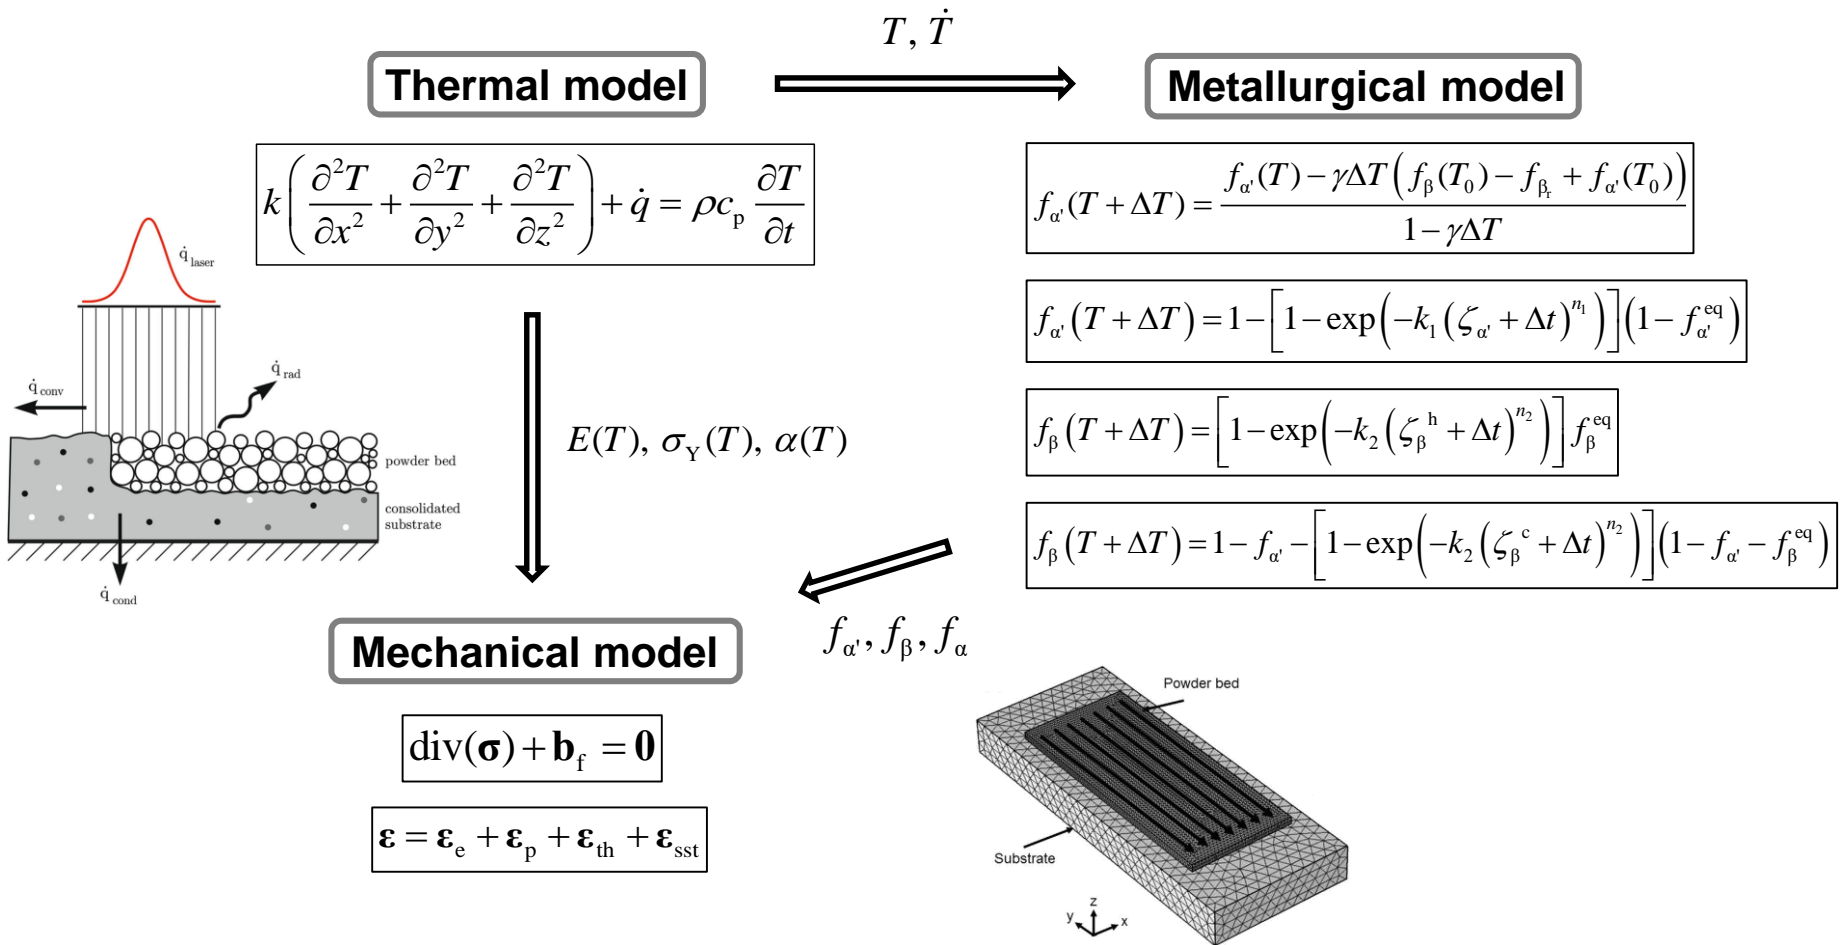 T, Ṫ
Thermal model
Metallurgical model
k(∂²T/∂x² + ∂²T/∂y² + ∂²T/∂z²) + q̇ = ρc_p ∂T/∂t
f_α'(T + ΔT) = (f_α'(T) − γΔT(f_β(T_0) − f_β_r + f_α'(T_0))) / (1 − γΔT)
f_α'(T + ΔT) = 1 − [1 − exp(−k_1(ζ_α' + Δt)^n_1)](1 − f_α'^eq)
f_β(T + ΔT) = [1 − exp(−k_2(ζ_β^h + Δt)^n_2)] f_β^eq
f_β(T + ΔT) = 1 − f_α' − [1 − exp(−k_2(ζ_β^c + Δt)^n_2)](1 − f_α' − f_β^eq)
q̇ laser
q̇ rad
q̇ conv
powder bed
consolidated
substrate
q̇ cond
E(T), σ_Y(T), α(T)
f_α', f_β, f_α
Mechanical model
div(σ) + b_f = 0
ε = ε_e + ε_p + ε_th + ε_sst
Powder bed
Substrate
z
y
x